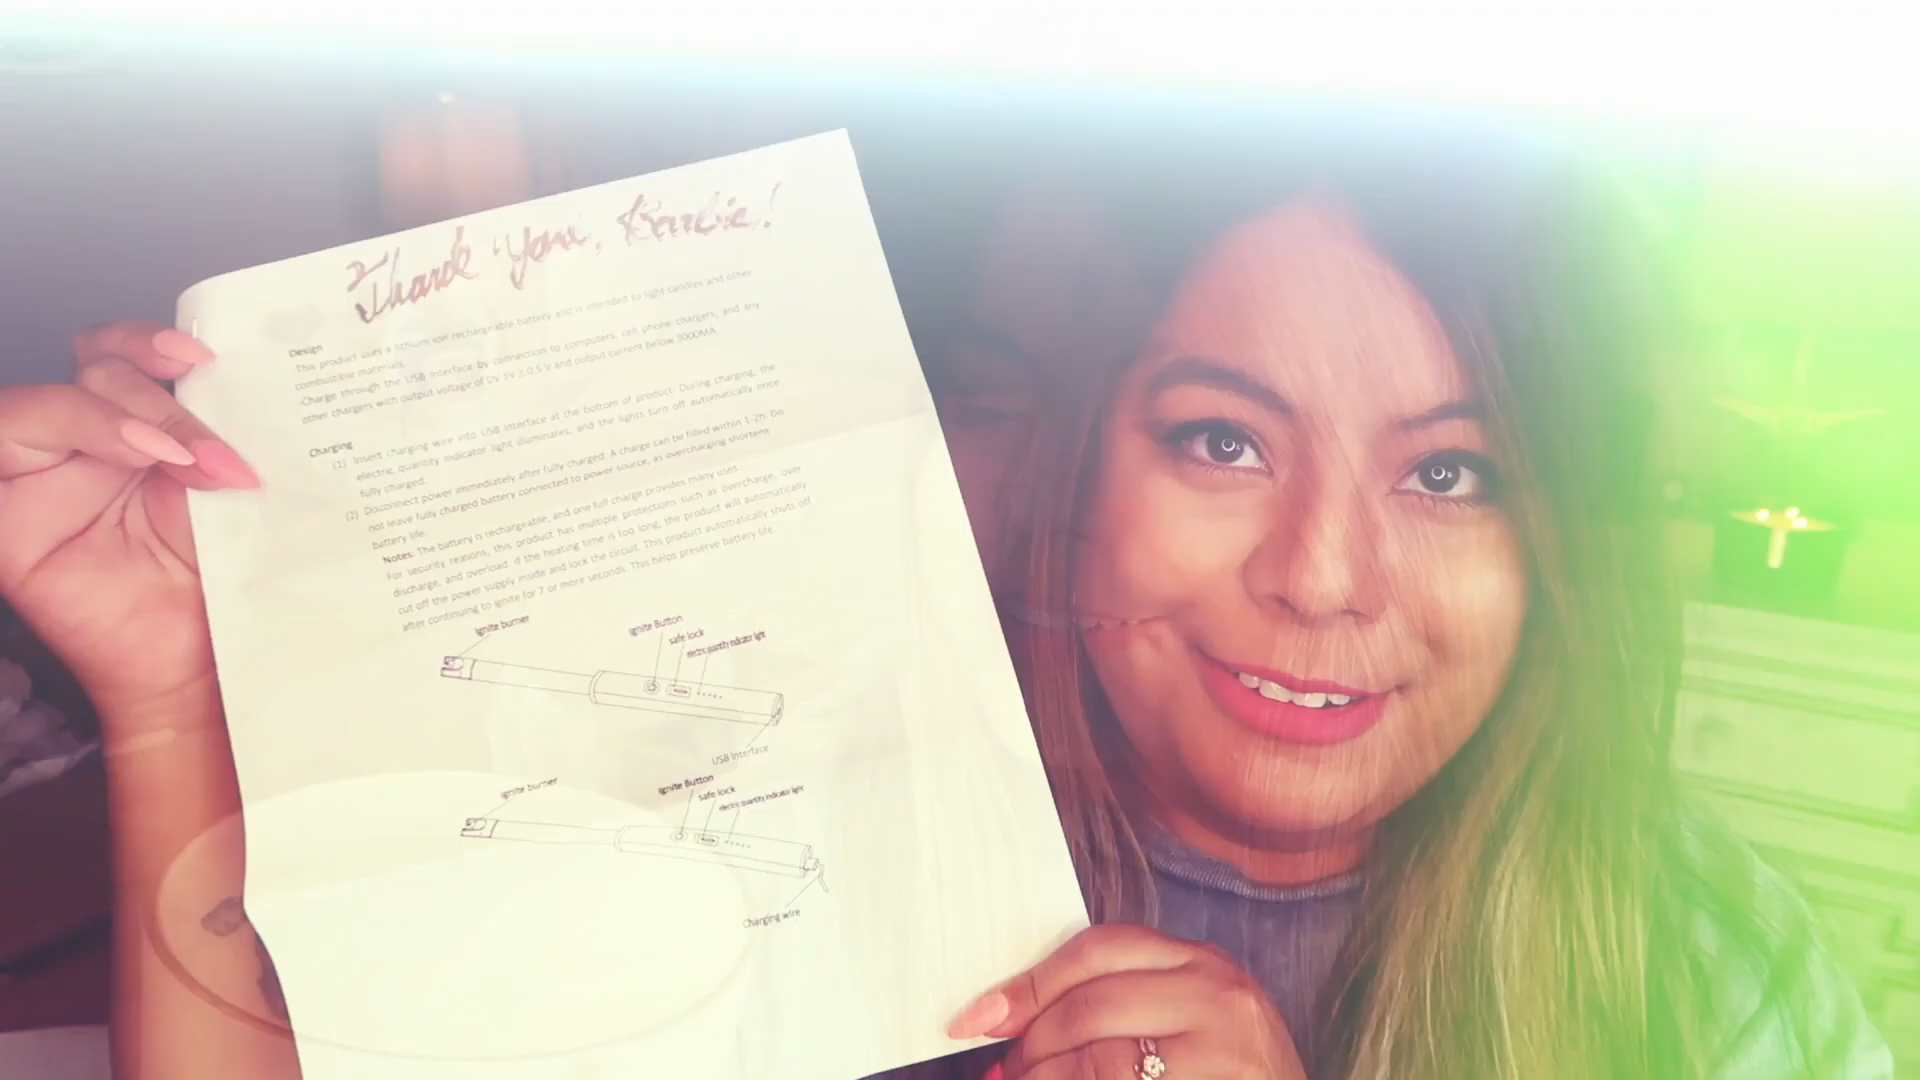 Thank You, Barbie!
Design
·This product uses a lithium ion rechargeable battery and is intended to light candles and other
combustible materials.
·Charge through the USB interface by connection to computers, cell phone chargers, and any
other chargers with output voltage of DV 5V ± 0.5 V and output current below 3000MA.
Charging
(1) Insert charging wire into USB Interface at the bottom of product. During charging, the
electric quantity indicator light illuminates, and the lights turn off automatically once
fully charged.
(2) Disconnect power immediately after fully charged. A charge can be filled within 1-2h. Do
not leave fully charged battery connected to power source, as overcharging shortens
battery life.
Notes: The battery is rechargeable, and one full charge provides many uses.
For security reasons, this product has multiple protections such as overcharge, over
discharge, and overload. If the heating time is too long, the product will automatically
cut off the power supply inside and lock the circuit. This product automatically shuts off
after continuing to ignite for 7 or more seconds. This helps preserve battery life.
Ignite burner
Ignite Button
safe lock
electric quantity indicator light
USB Interface
Ignite burner
Ignite Button
safe lock
electric quantity indicator light
Charging wire